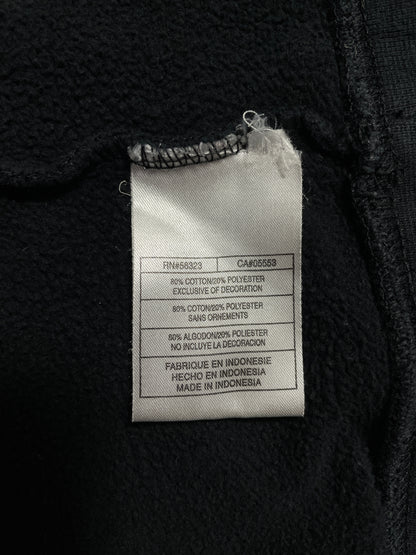 RN#56323 CA#05553
80% COTTON/20% POLYESTER
EXCLUSIVE OF DECORATION
80% COTON/20% POLYESTER
SANS ORNEMENTS
80% ALGODON/20% POLIESTER
NO INCLUYE LA DECORACION
FABRIQUE EN INDONESIE
HECHO EN INDONESIA
MADE IN INDONESIA